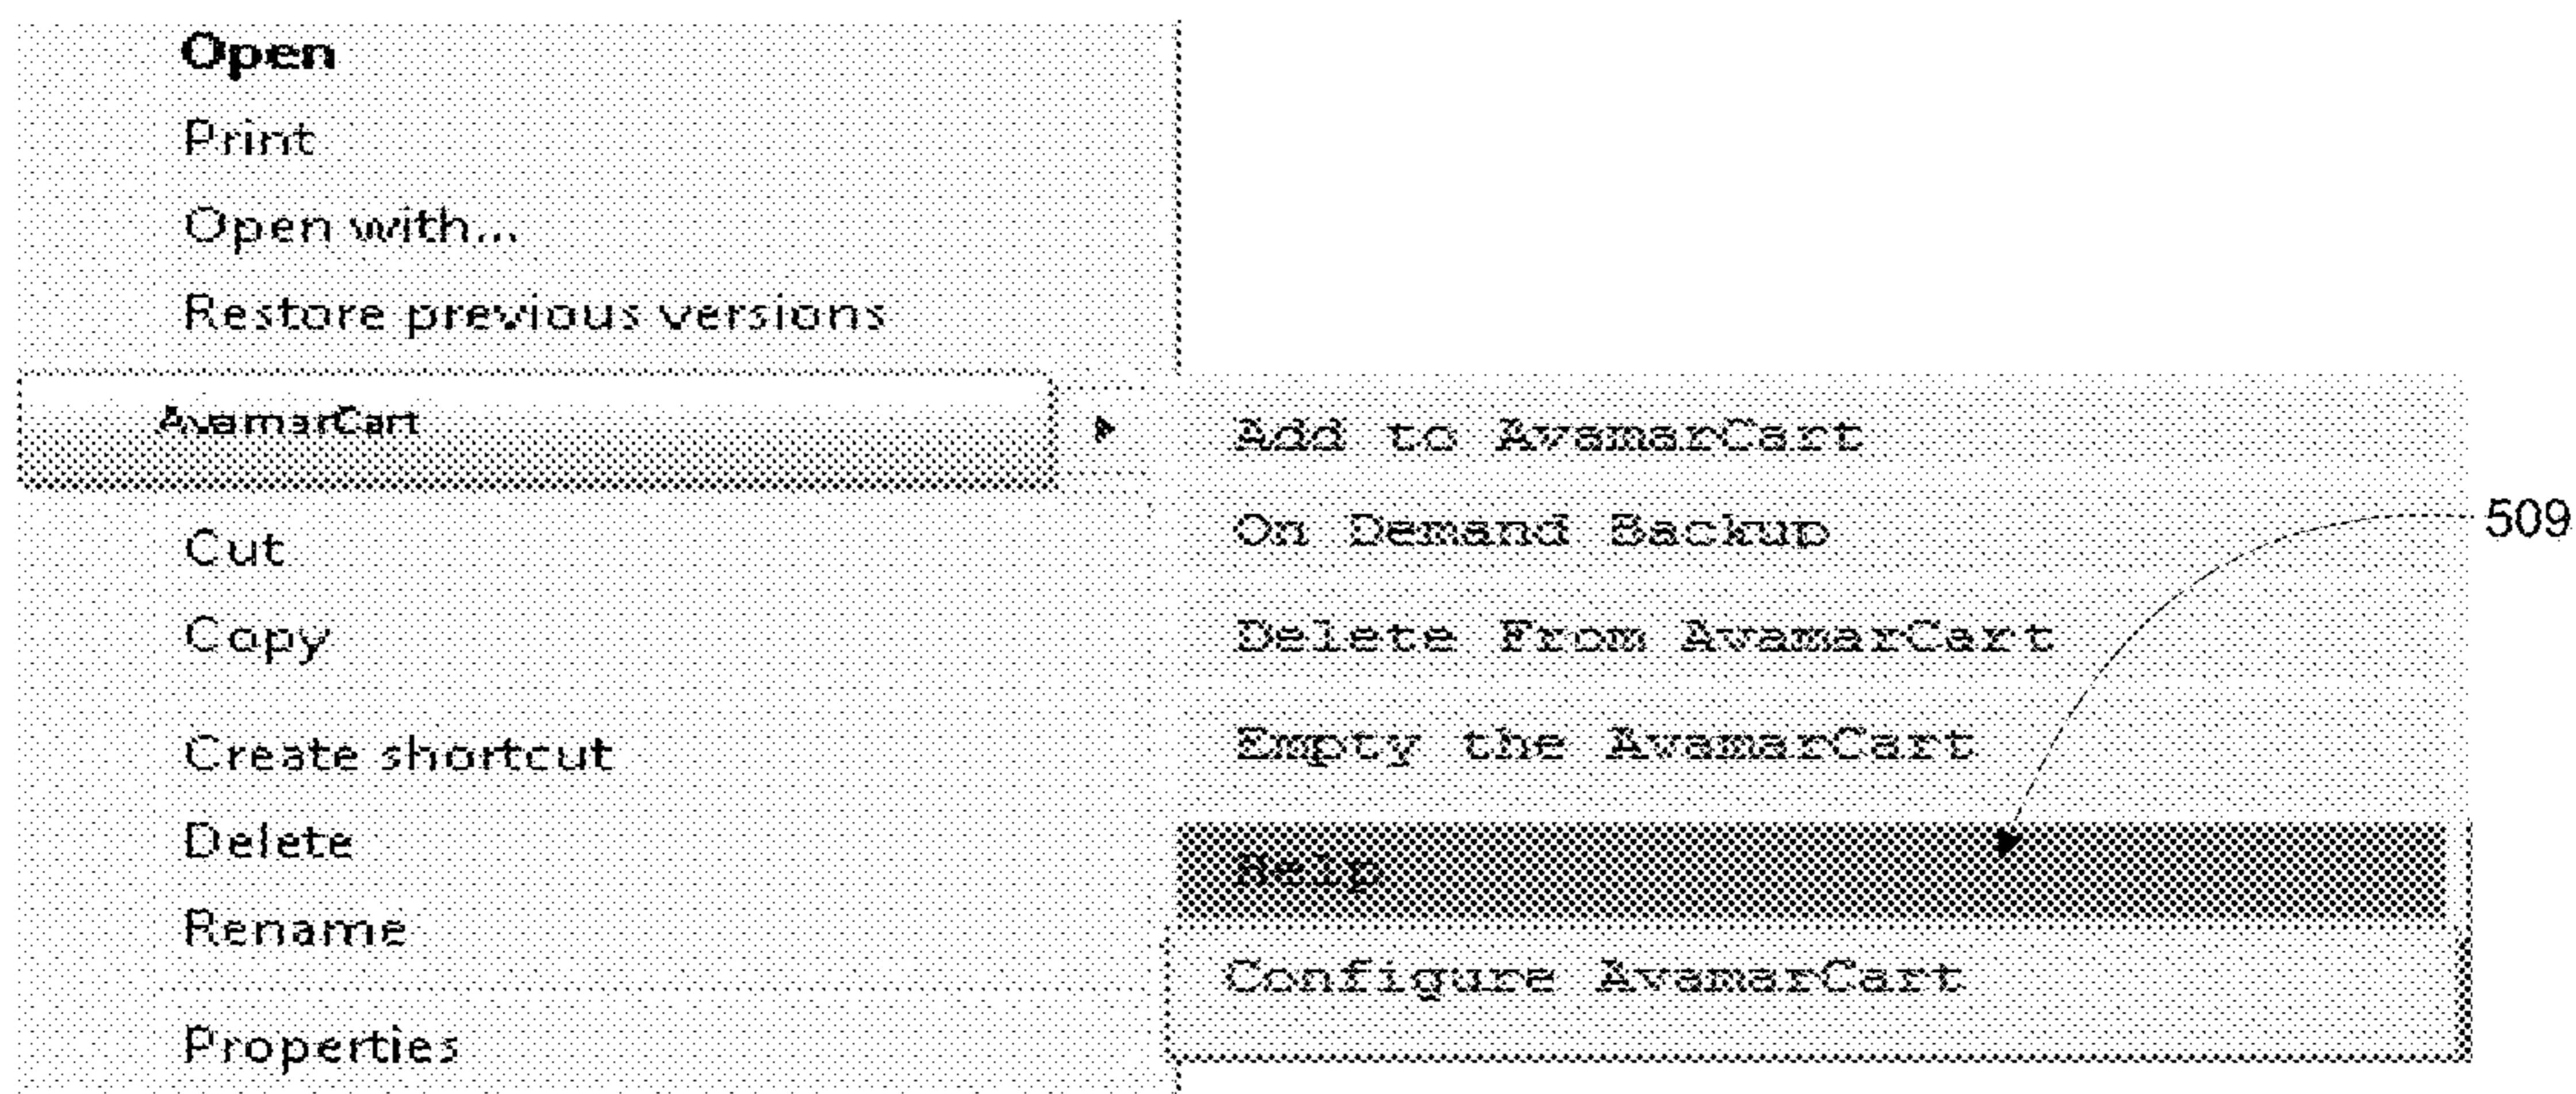 Open
Print
Open with...
Restore previous versions
AvamarCart
Cut
Copy
Create shortcut
Delete
Rename
Properties
Add to AvamarCart
On Demand Backup
Delete From AvamarCart
Empty the AvamarCart
Help
Configure AvamarCart
509